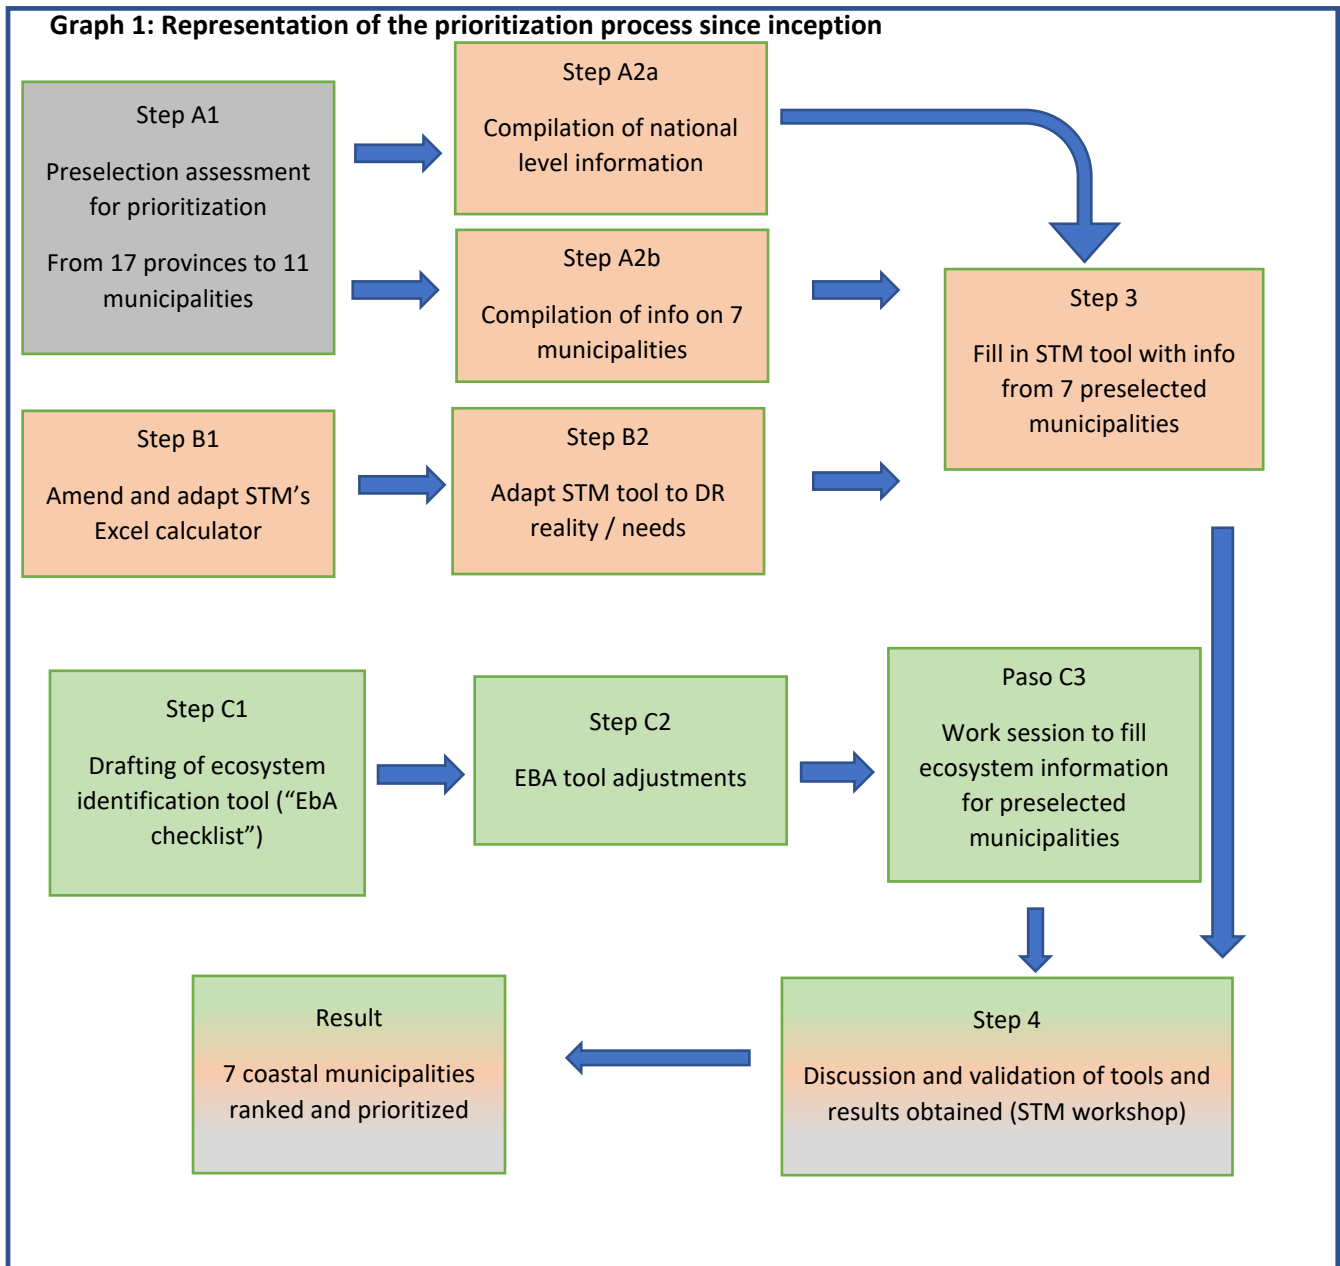 Graph 1: Representation of the prioritization process since inception
Step A1
Preselection assessment
for prioritization
From 17 provinces to 11
municipalities
Step A2a
Compilation of national
level information
Step A2b
Compilation of info on 7
municipalities
Step 3
Fill in STM tool with info
from 7 preselected
municipalities
Step B1
Amend and adapt STM’s
Excel calculator
Step B2
Adapt STM tool to DR
reality / needs
Step C1
Drafting of ecosystem
identification tool (“EbA
checklist”)
Step C2
EBA tool adjustments
Paso C3
Work session to fill
ecosystem information
for preselected
municipalities
Result
7 coastal municipalities
ranked and prioritized
Step 4
Discussion and validation of tools and
results obtained (STM workshop)